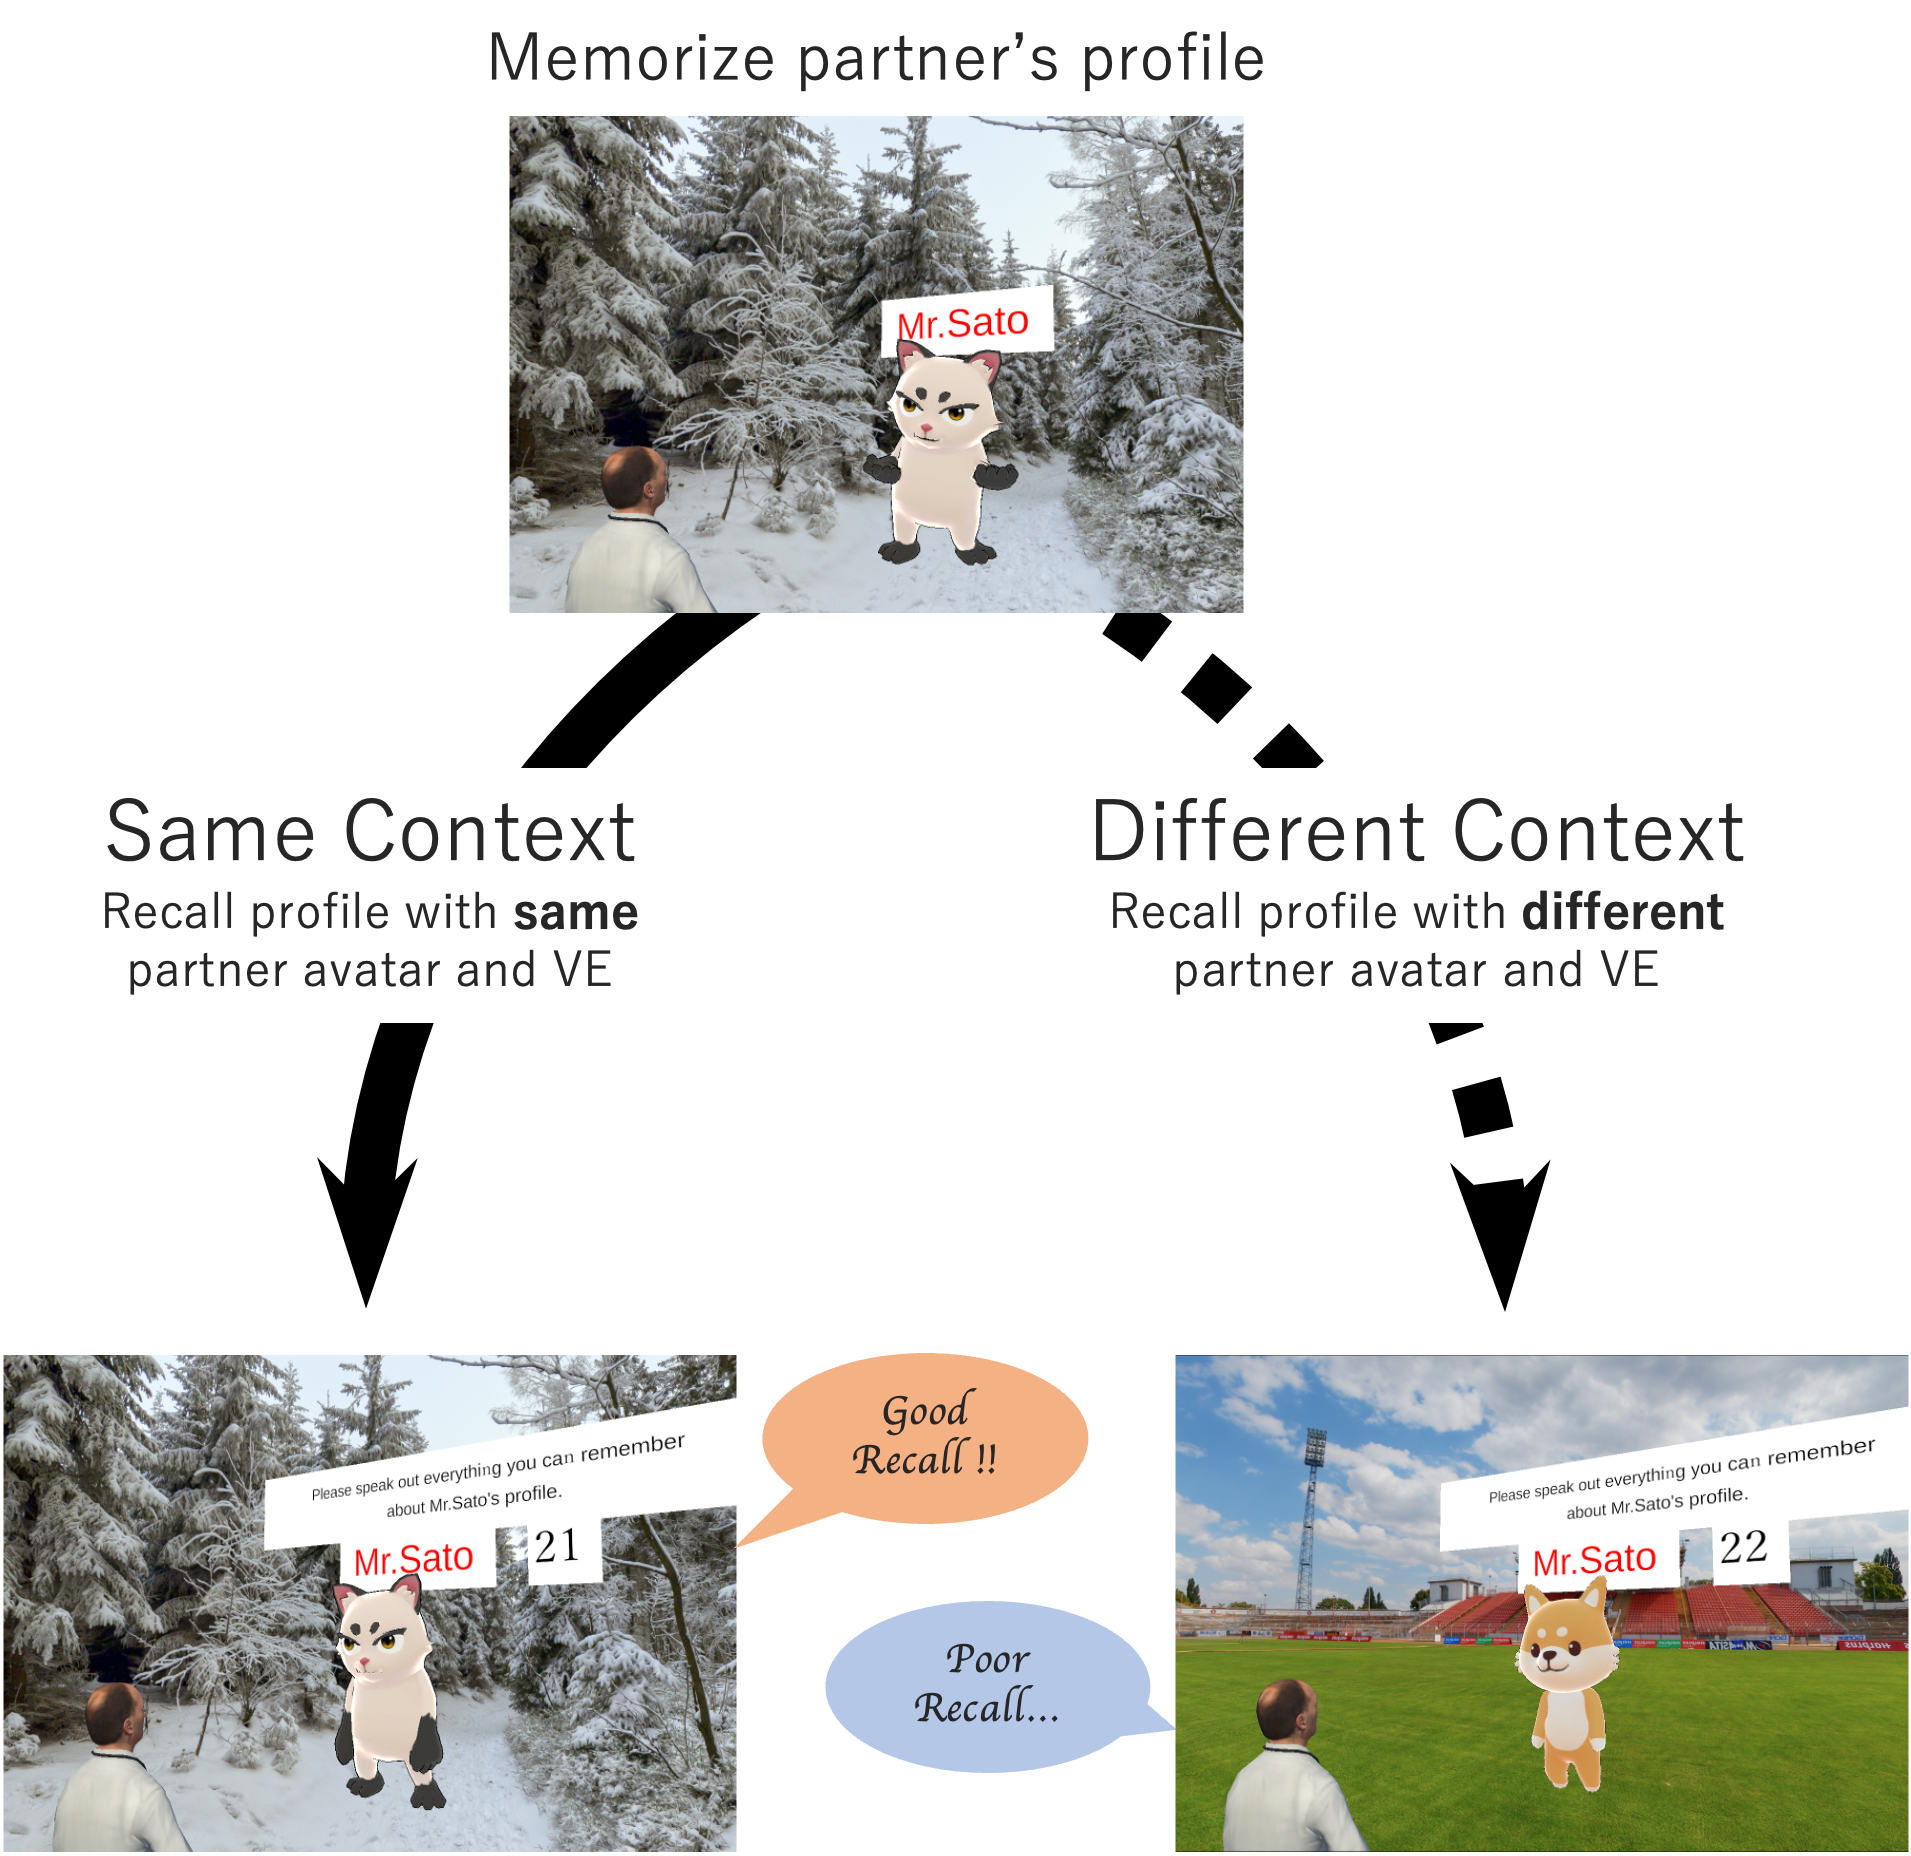 Memorize partner’s profile
Mr.Sato
Same Context
Recall profile with same
partner avatar and VE
Different Context
Recall profile with different
partner avatar and VE
Please speak out everything you can remember
about Mr.Sato's profile.
Mr.Sato
21
Good
Recall !!
Poor
Recall...
Please speak out everything you can remember
about Mr.Sato's profile.
Mr.Sato
22